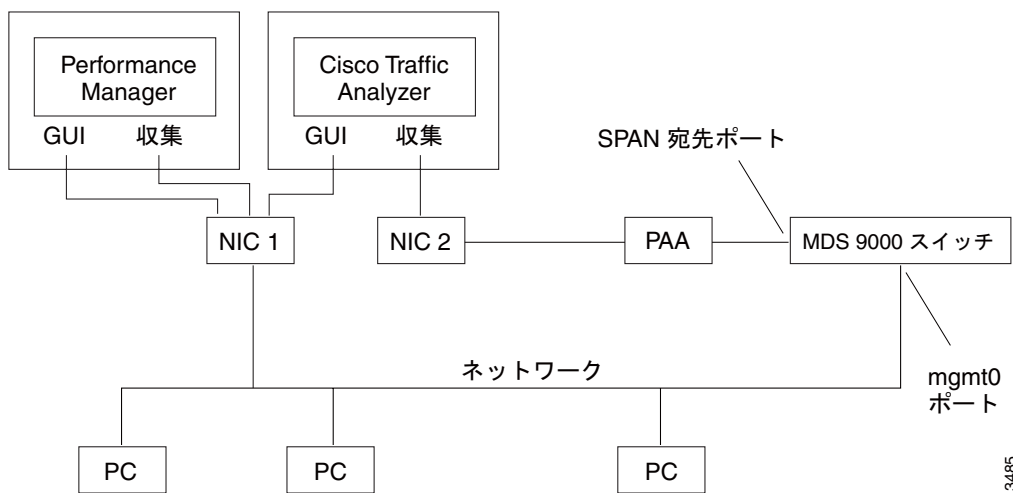 Performance
Manager
GUI 収集
Cisco Traffic
Analyzer
GUI 収集
SPAN 宛先ポート
NIC 1
NIC 2
PAA
MDS 9000 スイッチ
ネットワーク
mgmt0
ポート
PC
PC
PC